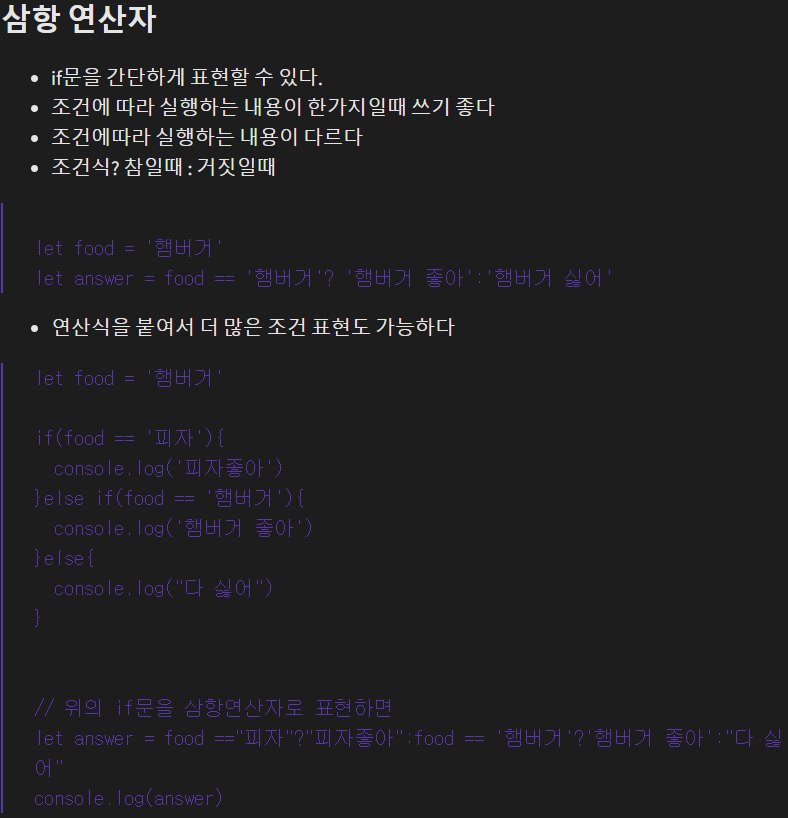 삼항 연산자
if문을 간단하게 표현할 수 있다.
조건에 따라 실행하는 내용이 한가지일때 쓰기 좋다
조건에따라 실행하는 내용이 다르다
조건식? 참일때 : 거짓일때
let food = '햄버거'
let answer = food == '햄버거'? '햄버거 좋아':'햄버거 싫어'
연산식을 붙여서 더 많은 조건 표현도 가능하다
let food = '햄버거'
if(food == '피자'){
console.log('피자좋아')
}else if(food == '햄버거'){
console.log('햄버거 좋아')
}else{
console.log("다 싫어")
}
// 위의 if문을 삼항연산자로 표현하면
let answer = food =="피자"?"피자좋아":food == '햄버거'?'햄버거 좋아':"다 싫
어"
console.log(answer)